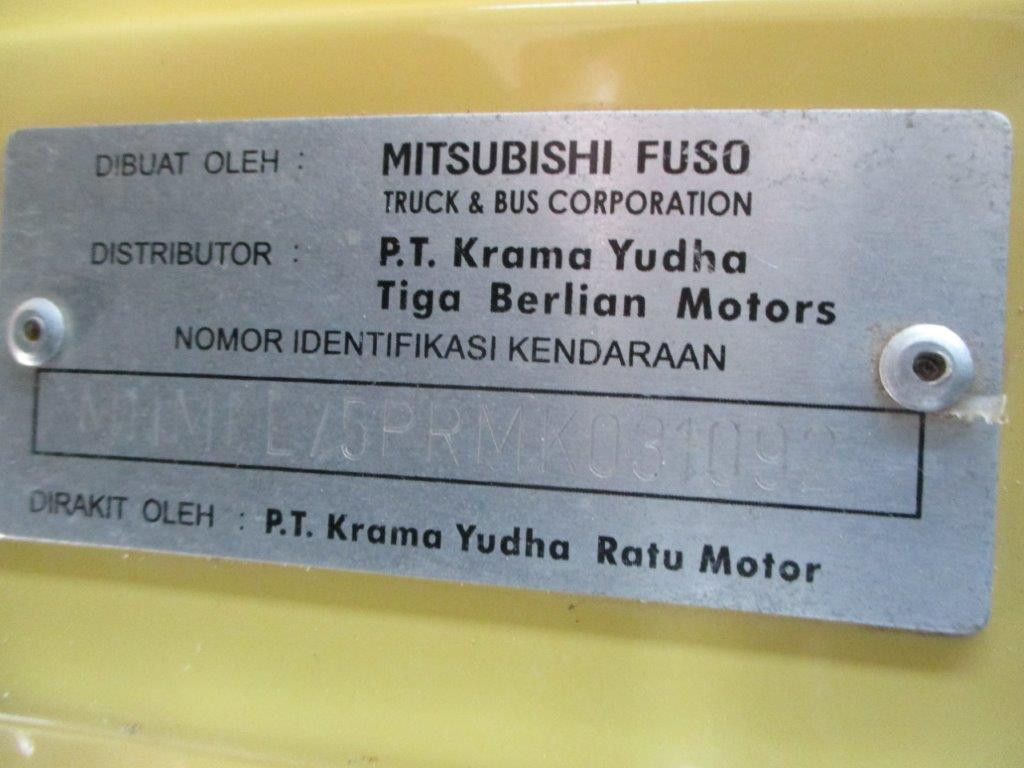 DIBUAT OLEH : MITSUBISHI FUSO
TRUCK & BUS CORPORATION
DISTRIBUTOR : P.T. Krama Yudha
Tiga Berlian Motors
NOMOR IDENTIFIKASI KENDARAAN
DIRAKIT OLEH : P.T. Krama Yudha Ratu Motor